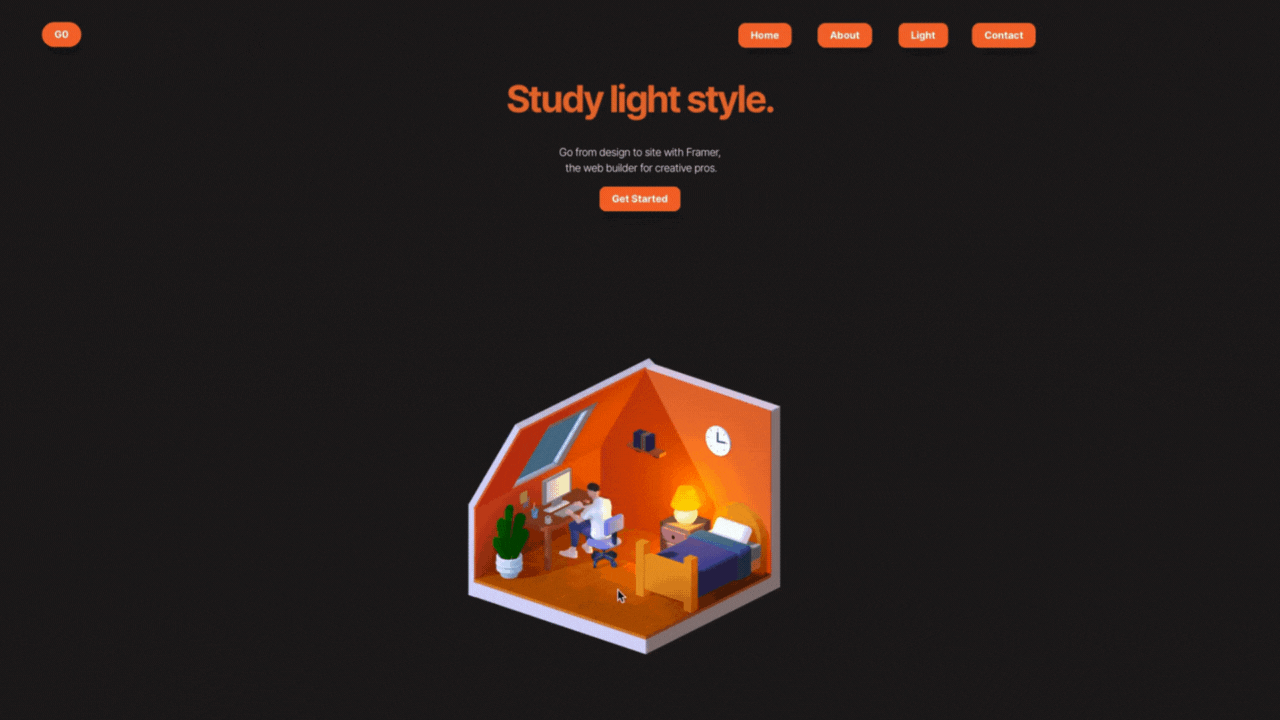 G0
Home
About
Light
Contact
Study light style.
Go from design to site with Framer,
the web builder for creative pros.
Get Started